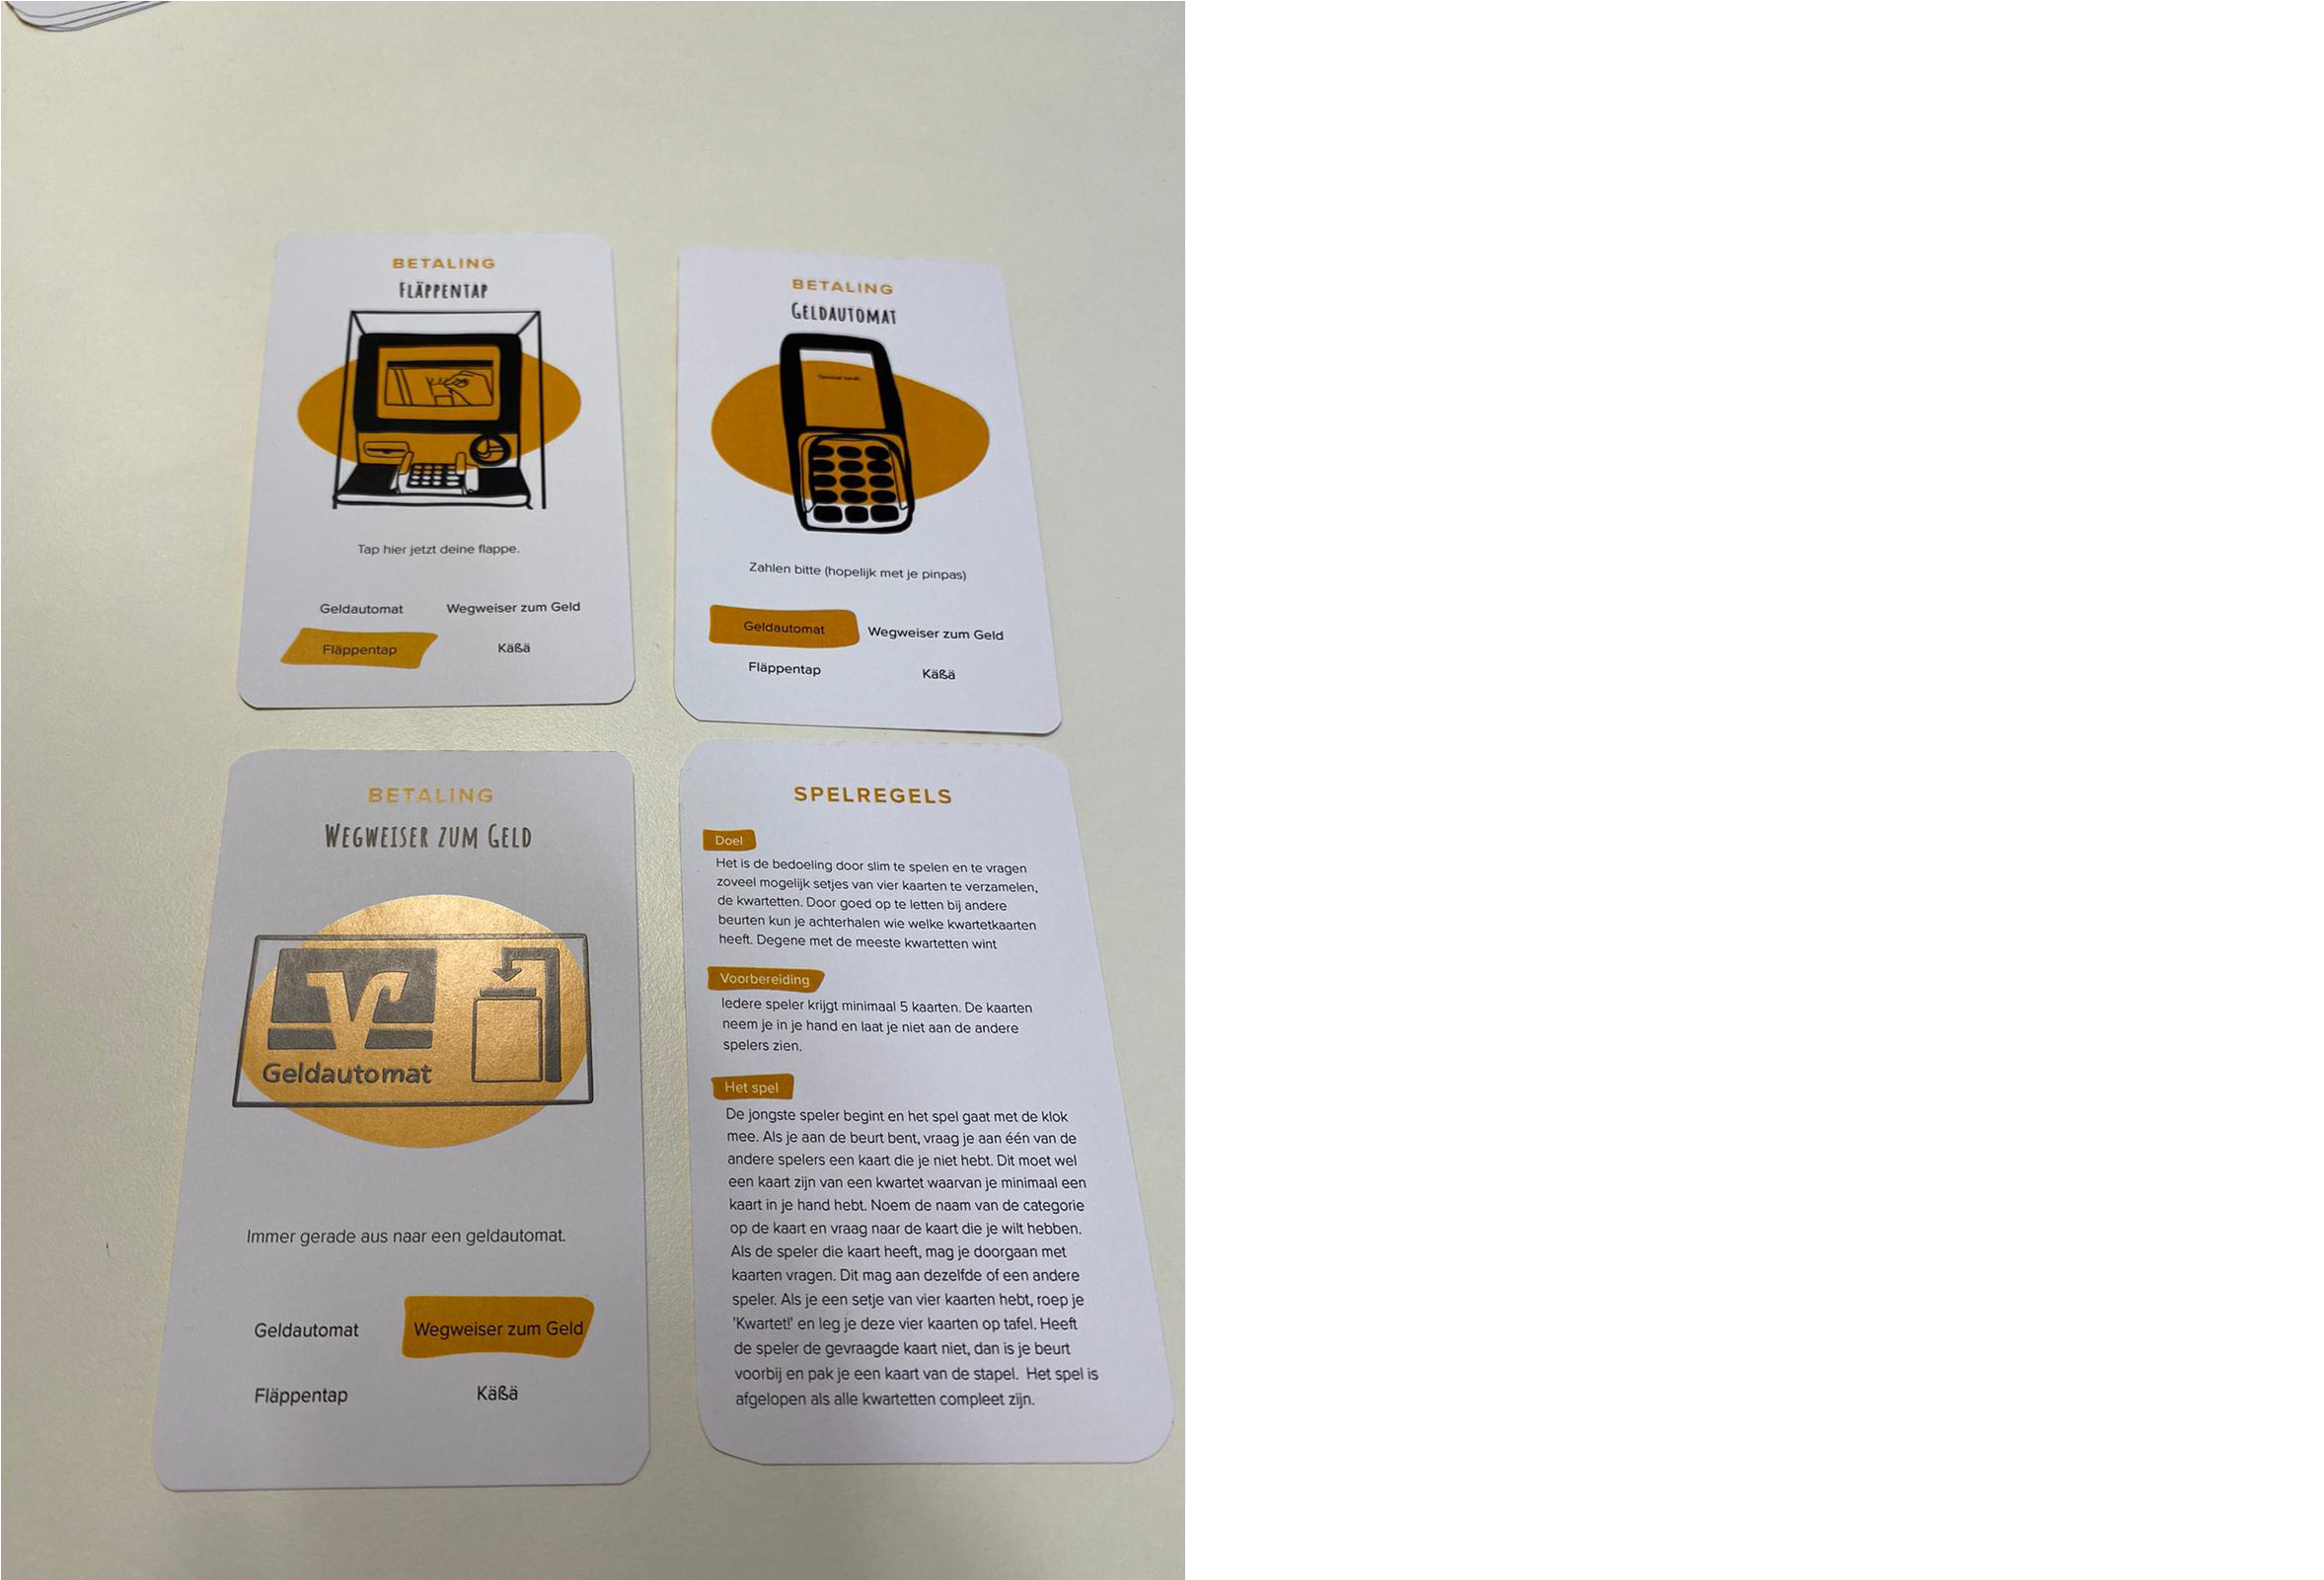 BETALING
FLÄPPENTAP
Tap hier jetzt deine flappe.
Geldautomat Wegweiser zum Geld
Fläppentap Käßä
BETALING
GELDAUTOMAT
Zahlen bitte (hopelijk met je pinpas)
Geldautomat Wegweiser zum Geld
Fläppentap Käßä
BETALING
WEGWEISER ZUM GELD
Geldautomat
Immer gerade aus naar een geldautomat.
Geldautomat Wegweiser zum Geld
Fläppentap Käßä
SPELREGELS
Doel
Het is de bedoeling door slim te spelen en te vragen
zoveel mogelijk setjes van vier kaarten te verzamelen,
de kwartetten. Door goed op te letten bij andere
beurten kun je achterhalen wie welke kwartetkaarten
heeft. Degene met de meeste kwartetten wint
Voorbereiding
Iedere speler krijgt minimaal 5 kaarten. De kaarten
neem je in je hand en laat je niet aan de andere
spelers zien.
Het spel
De jongste speler begint en het spel gaat met de klok
mee. Als je aan de beurt bent, vraag je aan één van de
andere spelers een kaart die je niet hebt. Dit moet wel
een kaart zijn van een kwartet waarvan je minimaal een
kaart in je hand hebt. Noem de naam van de categorie
op de kaart en vraag naar de kaart die je wilt hebben.
Als de speler die kaart heeft, mag je doorgaan met
kaarten vragen. Dit mag aan dezelfde of een andere
speler. Als je een setje van vier kaarten hebt, roep je
'Kwartet!' en leg je deze vier kaarten op tafel. Heeft
de speler de gevraagde kaart niet, dan is je beurt
voorbij en pak je een kaart van de stapel. Het spel is
afgelopen als alle kwartetten compleet zijn.